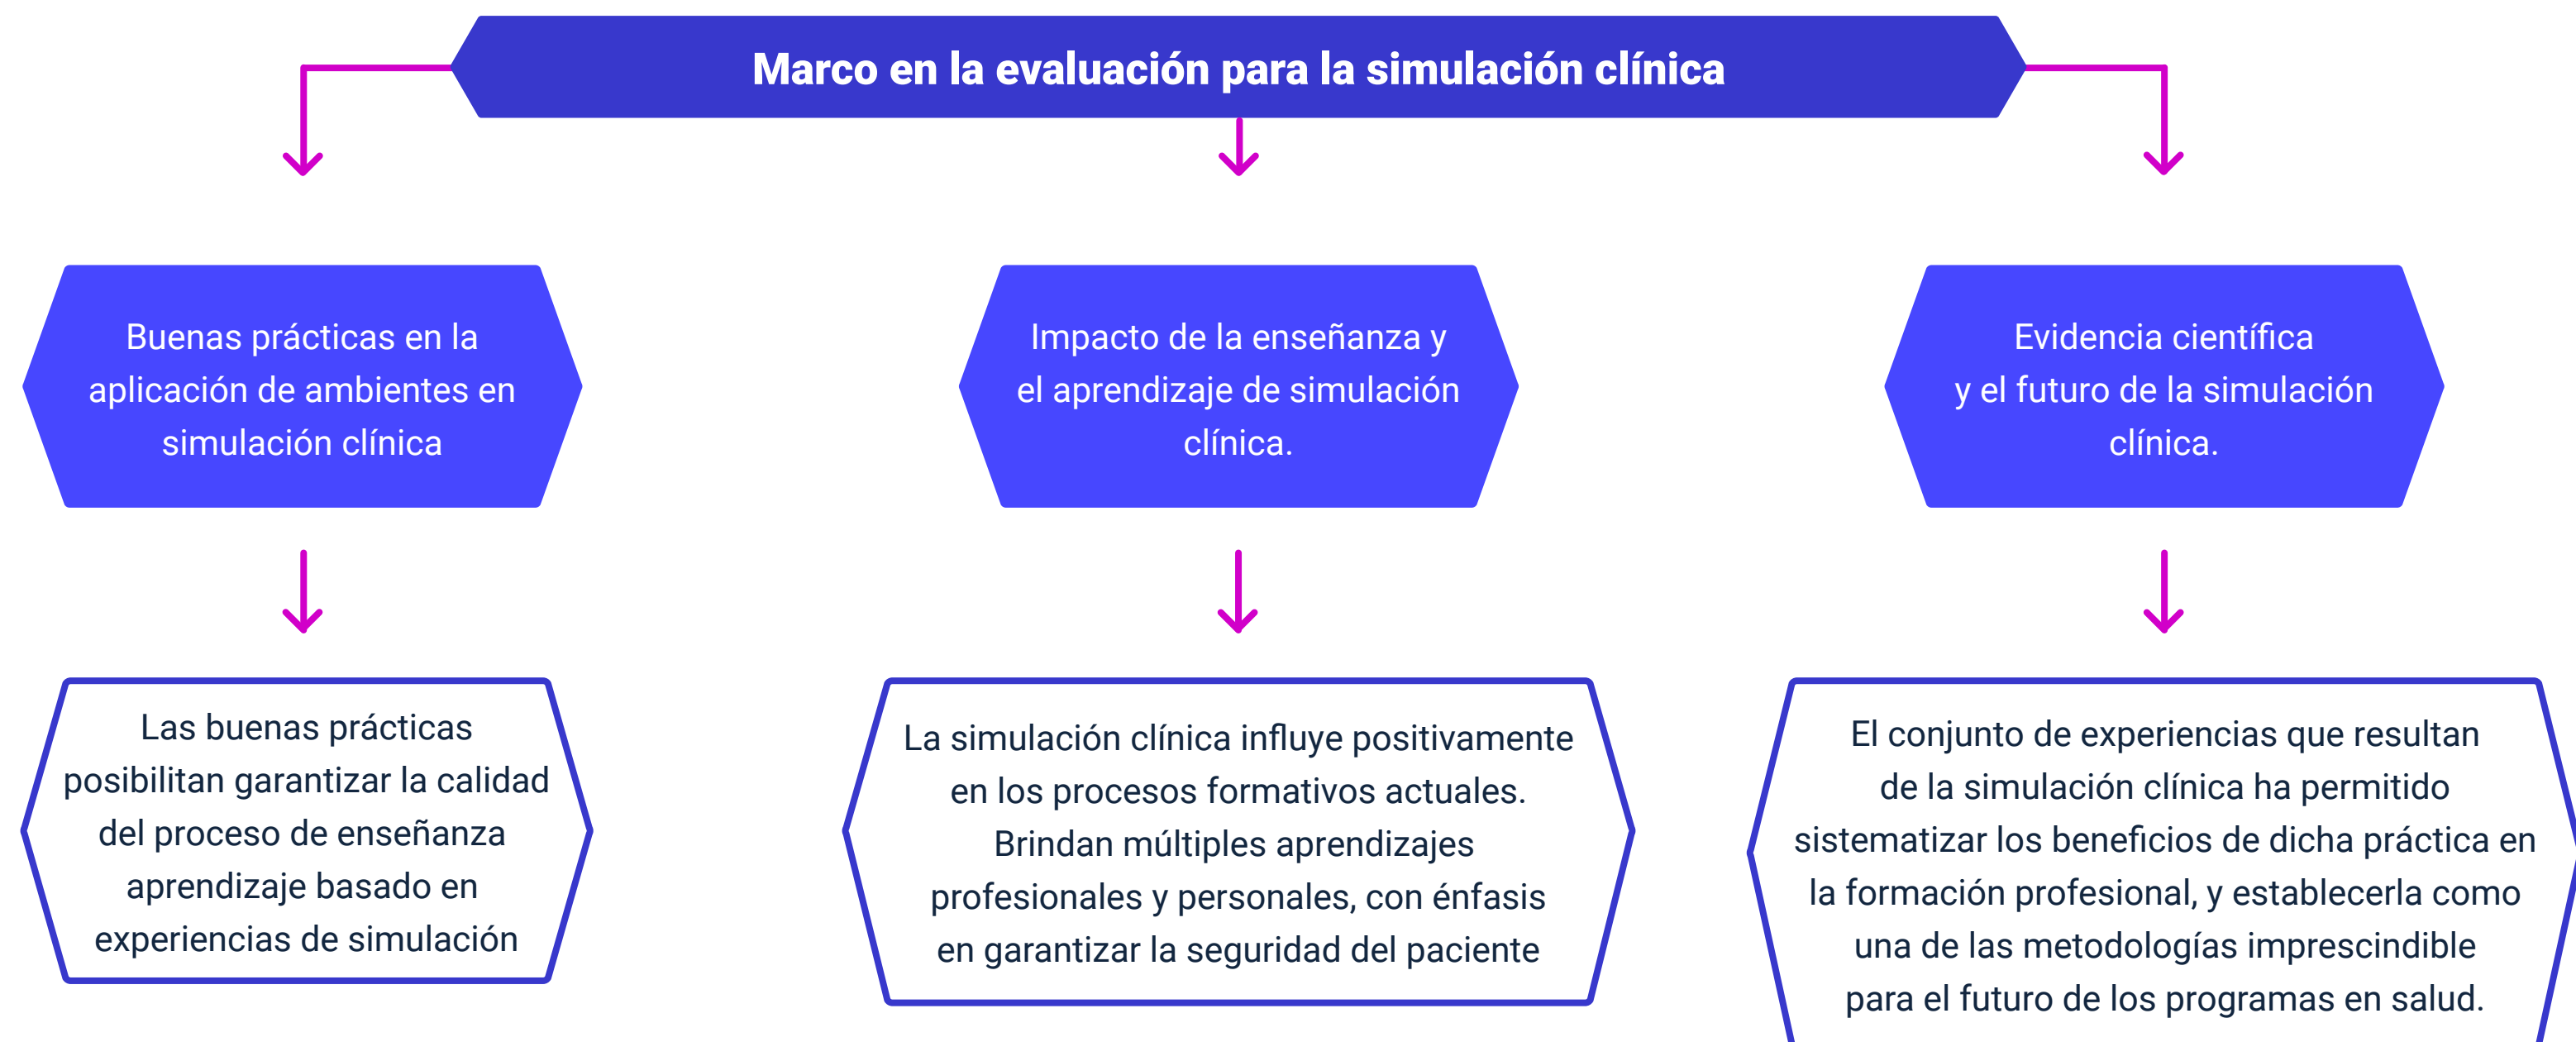 Marco en la evaluación para la simulación clínica
Buenas prácticas en la
aplicación de ambientes en
simulación clínica
Impacto de la enseñanza y
el aprendizaje de simulación
clínica.
Evidencia científica
y el futuro de la simulación
clínica.
Las buenas prácticas
posibilitan garantizar la calidad
del proceso de enseñanza
aprendizaje basado en
experiencias de simulación
La simulación clínica influye positivamente
en los procesos formativos actuales.
Brindan múltiples aprendizajes
profesionales y personales, con énfasis
en garantizar la seguridad del paciente
El conjunto de experiencias que resultan
de la simulación clínica ha permitido
sistematizar los beneficios de dicha práctica en
la formación profesional, y establecerla como
una de las metodologías imprescindible
para el futuro de los programas en salud.